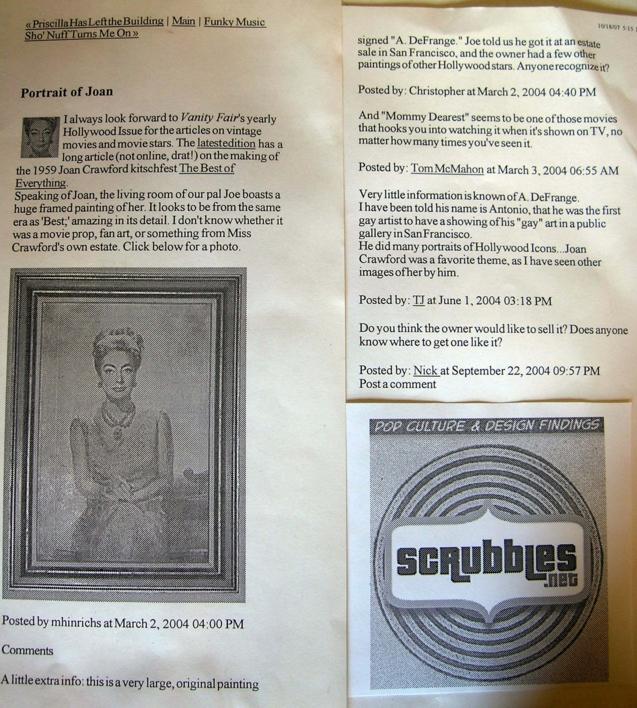 « Priscilla Has Left the Building | Main | Funky Music
Sho' Nuff Turns Me On »
Portrait of Joan
I always look forward to Vanity Fair's yearly
Hollywood Issue for the articles on vintage
movies and movie stars. The latest edition has a
long article (not online, drat!) on the making of
the 1959 Joan Crawford kitschfest The Best of
Everything.
Speaking of Joan, the living room of our pal Joe boasts a
huge framed painting of her. It looks to be from the same
era as 'Best,' amazing in its detail. I don't know whether it
was a movie prop, fan art, or something from Miss
Crawford's own estate. Click below for a photo.
Posted by mhinrichs at March 2, 2004 04:00 PM
Comments
A little extra info: this is a very large, original painting
10/18/07 5:15
signed "A. DeFrange." Joe told us he got it at an estate
sale in San Francisco, and the owner had a few other
paintings of other Hollywood stars. Anyone recognize it?
Posted by: Christopher at March 2, 2004 04:40 PM
And "Mommy Dearest" seems to be one of those movies
that hooks you into watching it when it's shown on TV, no
matter how many times you've seen it.
Posted by: Tom McMahon at March 3, 2004 06:55 AM
Very little information is known of A. DeFrange.
I have been told his name is Antonio, that he was the first
gay artist to have a showing of his "gay" art in a public
gallery in San Francisco.
He did many portraits of Hollywood Icons...Joan
Crawford was a favorite theme, as I have seen other
images of her by him.
Posted by: TJ at June 1, 2004 03:18 PM
Do you think the owner would like to sell it? Does anyone
know where to get one like it?
Posted by: Nick at September 22, 2004 09:57 PM
Post a comment
POP CULTURE & DESIGN FINDINGS
scrubbles
.net